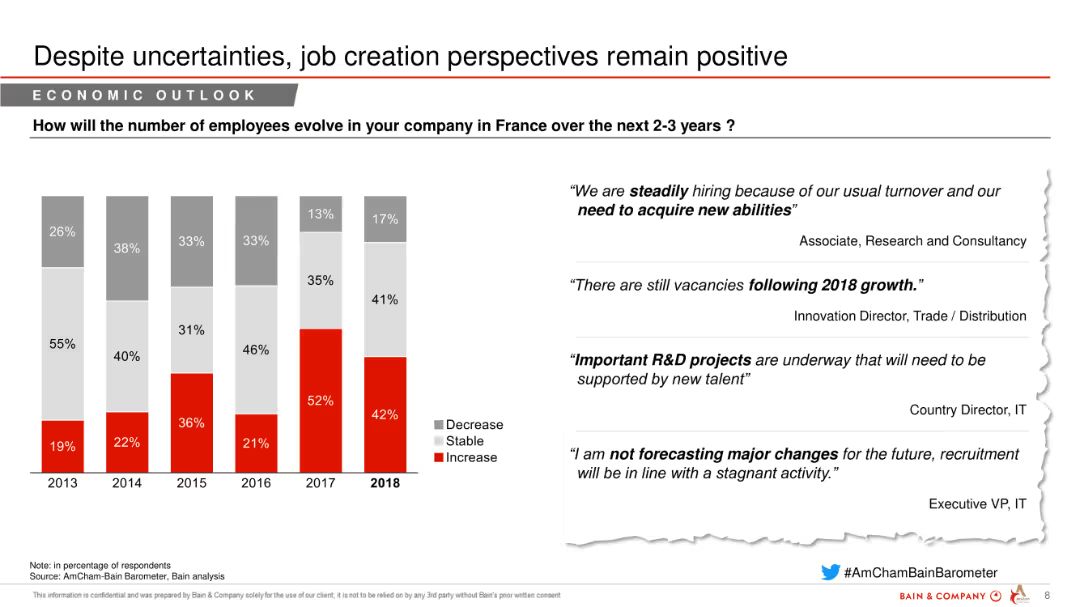 Despite uncertainties, job creation perspectives remain positive
ECONOMIC OUTLOOK
How will the number of employees evolve in your company in France over the next 2-3 years ?
26% 38% 33% 33% 13% 17%
55% 40% 31% 46% 35% 41%
19% 22% 36% 21% 52% 42%
2013 2014 2015 2016 2017 2018
Decrease
Stable
Increase
“We are steadily hiring because of our usual turnover and our
need to acquire new abilities”
Associate, Research and Consultancy
“There are still vacancies following 2018 growth.”
Innovation Director, Trade / Distribution
“Important R&D projects are underway that will need to be
supported by new talent”
Country Director, IT
“I am not forecasting major changes for the future, recruitment
will be in line with a stagnant activity.”
Executive VP, IT
Note: in percentage of respondents
Source: AmCham-Bain Barometer, Bain analysis
#AmChamBainBarometer
This information is confidential and was prepared by Bain & Company solely for the use of our client; it is not to be relied on by any 3rd party without Bain's prior written consent
BAIN & COMPANY
8